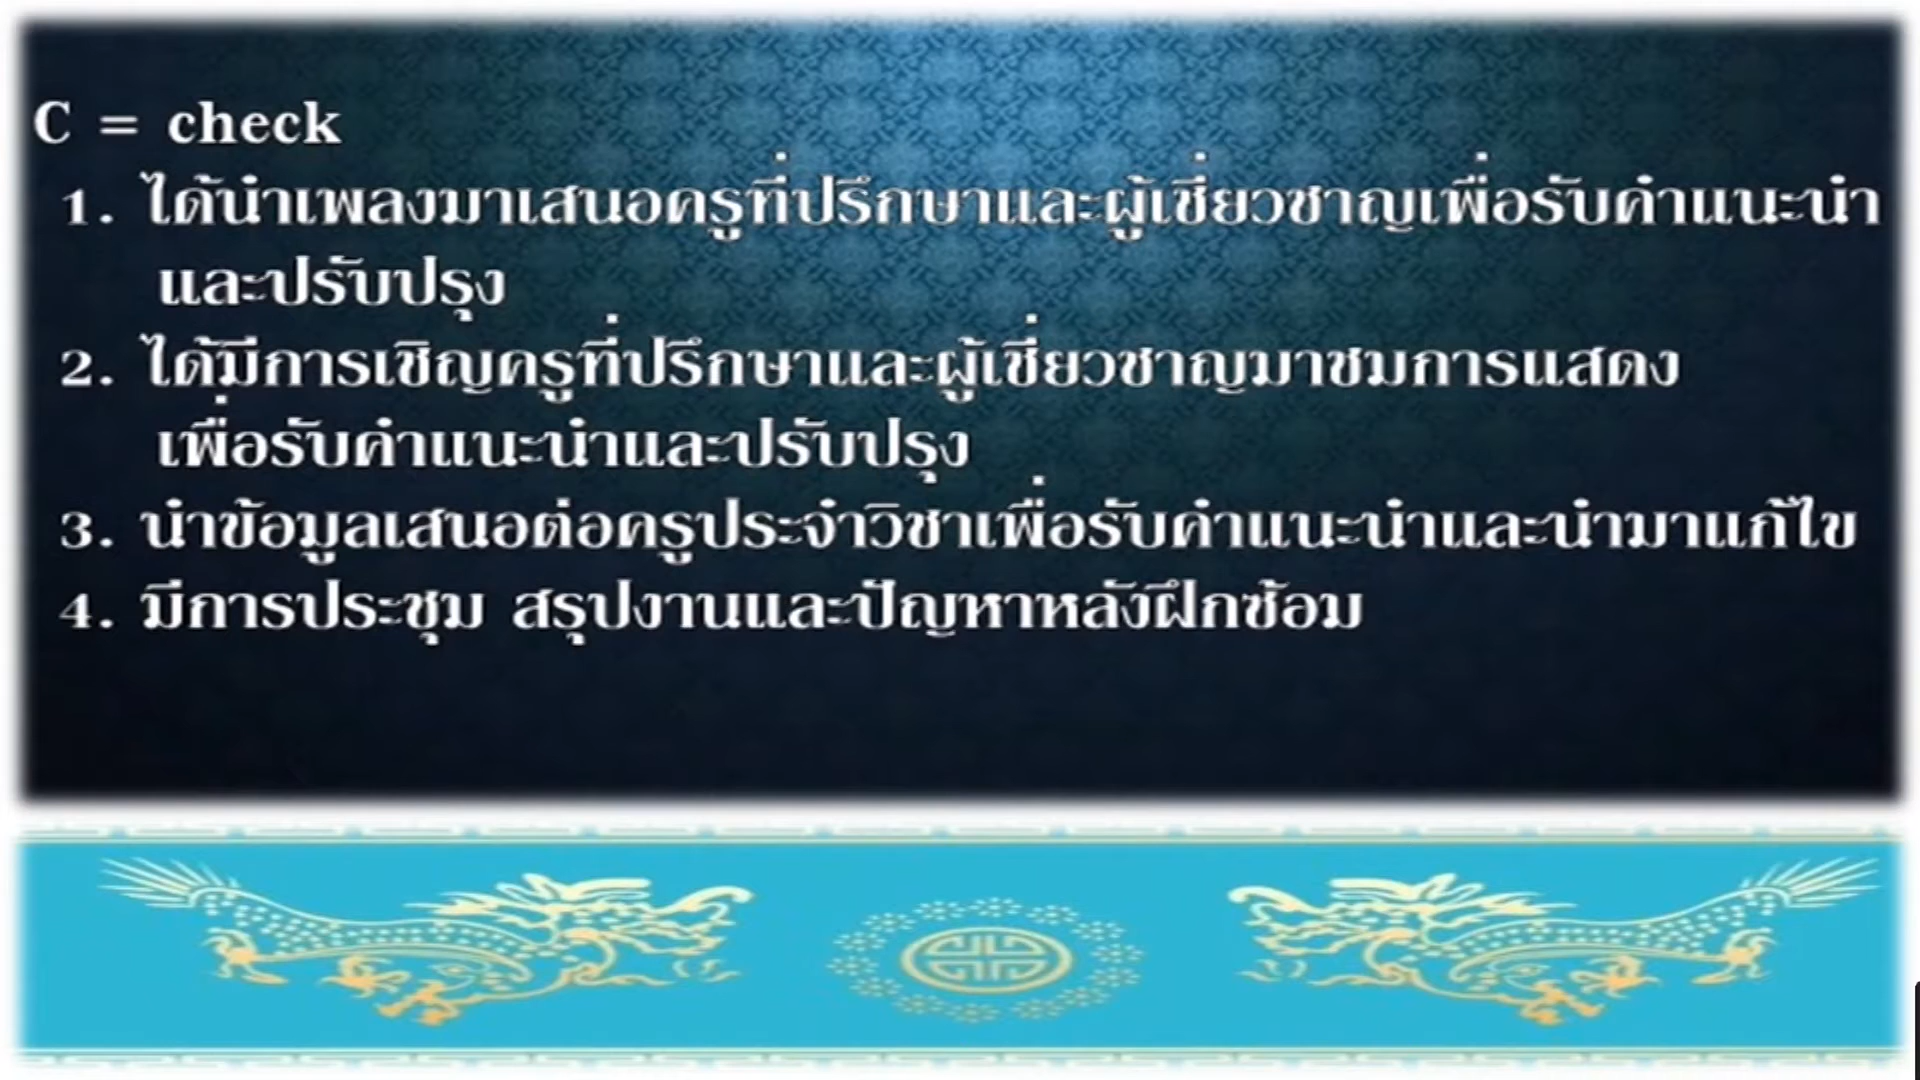 C = check
1. ได้นำเพลงมาเสนอครูที่ปรึกษาและผู้เชี่ยวชาญเพื่อรับคำแนะนำ
และปรับปรุง
2. ได้มีการเชิญครูที่ปรึกษาและผู้เชี่ยวชาญมาชมการแสดง
เพื่อรับคำแนะนำและปรับปรุง
3. นำข้อมูลเสนอต่อครูประจำวิชาเพื่อรับคำแนะนำและนำมาแก้ไข
4. มีการประชุม สรุปงานและปัญหาหลังฝึกซ้อม